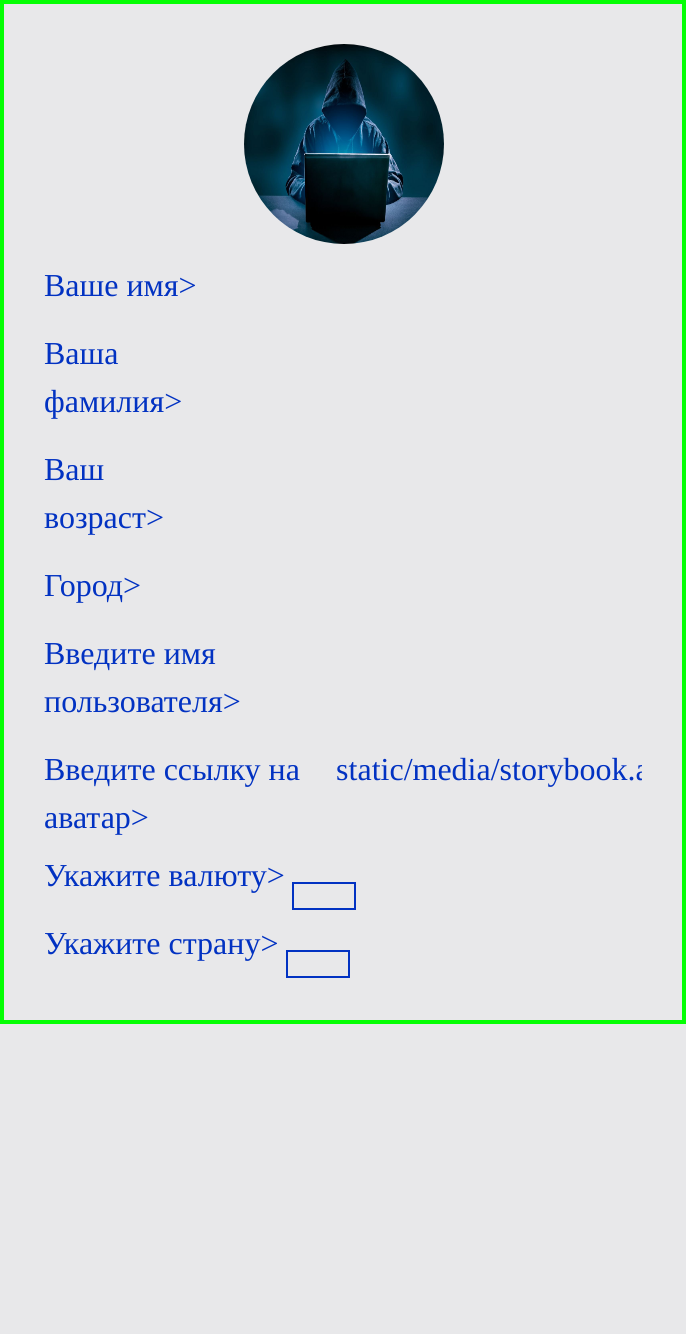 Ваше имя>
Ваша
фамилия>
Ваш
возраст>
Город>
Введите имя
пользователя>
Введите ссылку на static/media/storybook.a
аватар>
Укажите валюту>
Укажите страну>